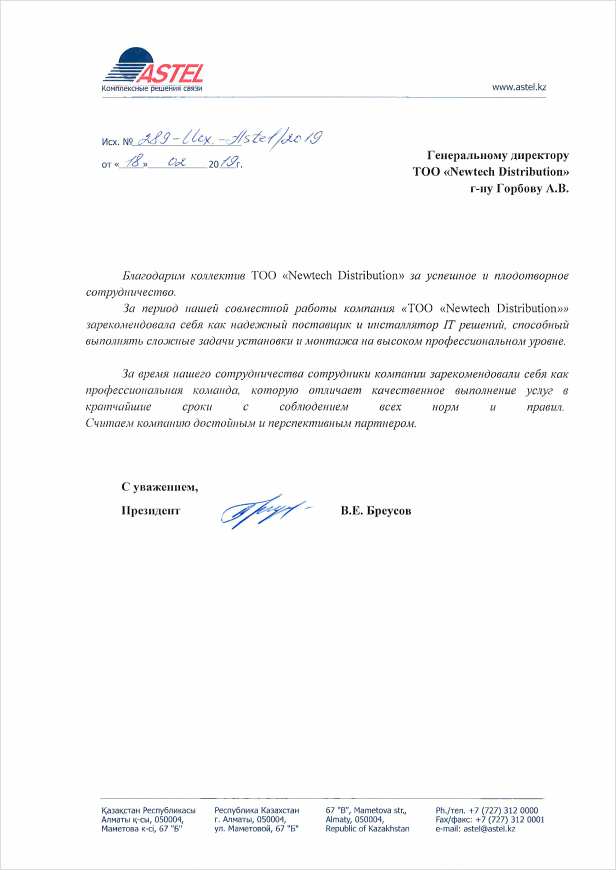 ASTEL
Комплексные решения связи
www.astel.kz
Исх. № 289-Исх.-Astel/2019
от «18» 02 2019г.
Генеральному директору
ТОО «Newtech Distribution»
г-ну Горбову А.В.
Благодарим коллектив ТОО «Newtech Distribution» за успешное и плодотворное
сотрудничество.
За период нашей совместной работы компания «ТОО «Newtech Distribution»»
зарекомендовала себя как надежный поставщик и инсталлятор IT решений, способный
выполнять сложные задачи установки и монтажа на высоком профессиональном уровне.
За время нашего сотрудничества сотрудники компании зарекомендовали себя как
профессиональная команда, которую отличает качественное выполнение услуг в
кратчайшие сроки с соблюдением всех норм и правил.
Считаем компанию достойным и перспективным партнером.
С уважением,
Президент В.Е. Бреусов
Қазақстан Республикасы
Алматы қ-сы, 050004,
Маметова к-сі, 67 "Б"
Республика Казахстан
г. Алматы, 050004,
ул. Маметовой, 67 "Б"
67 "B", Mametova str.,
Almaty, 050004,
Republic of Kazakhstan
Ph./тел. +7 (727) 312 0000
Fax/факс: +7 (727) 312 0001
e-mail: astel@astel.kz